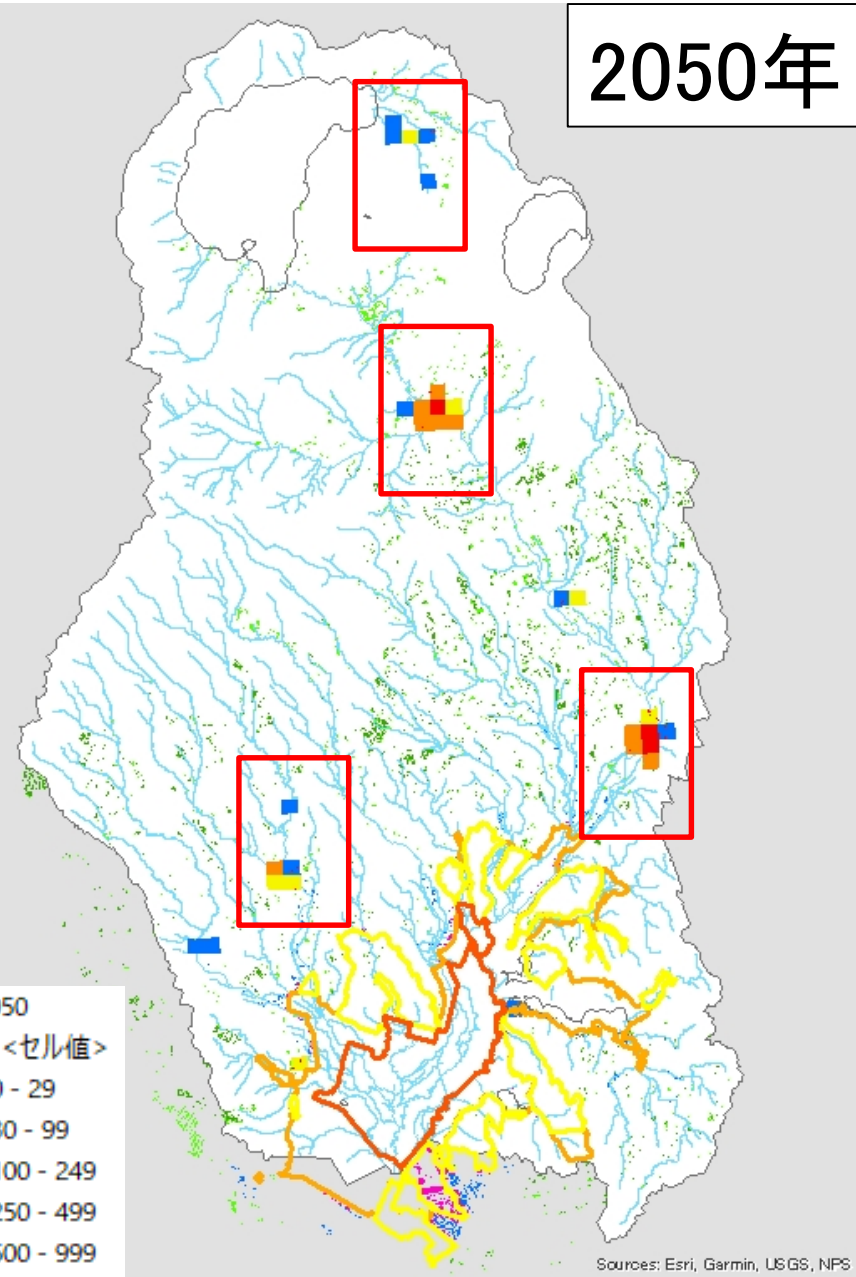 2050年
050
<セル値>
0 - 29
30 - 99
100 - 249
250 - 499
500 - 999
Sources: Esri, Garmin, USGS, NPS